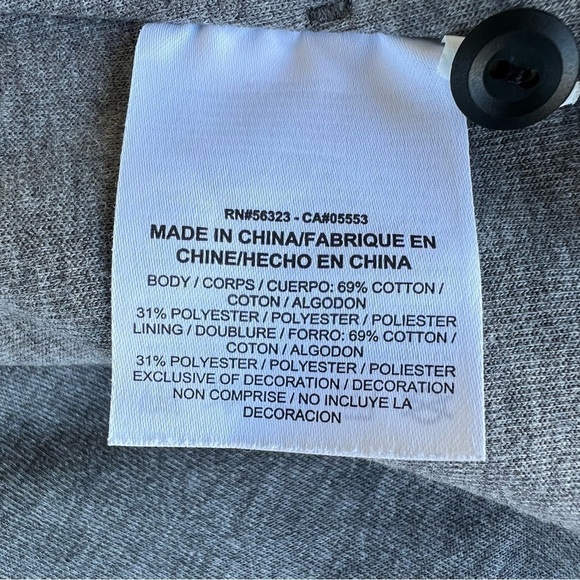 RN#56323 - CA#05553
MADE IN CHINA/FABRIQUE EN
CHINE/HECHO EN CHINA
BODY / CORPS / CUERPO: 69% COTTON /
COTON / ALGODON
31% POLYESTER / POLYESTER / POLIESTER
LINING / DOUBLURE / FORRO: 69% COTTON /
COTON / ALGODON
31% POLYESTER / POLYESTER / POLIESTER
EXCLUSIVE OF DECORATION / DECORATION
NON COMPRISE / NO INCLUYE LA
DECORACION